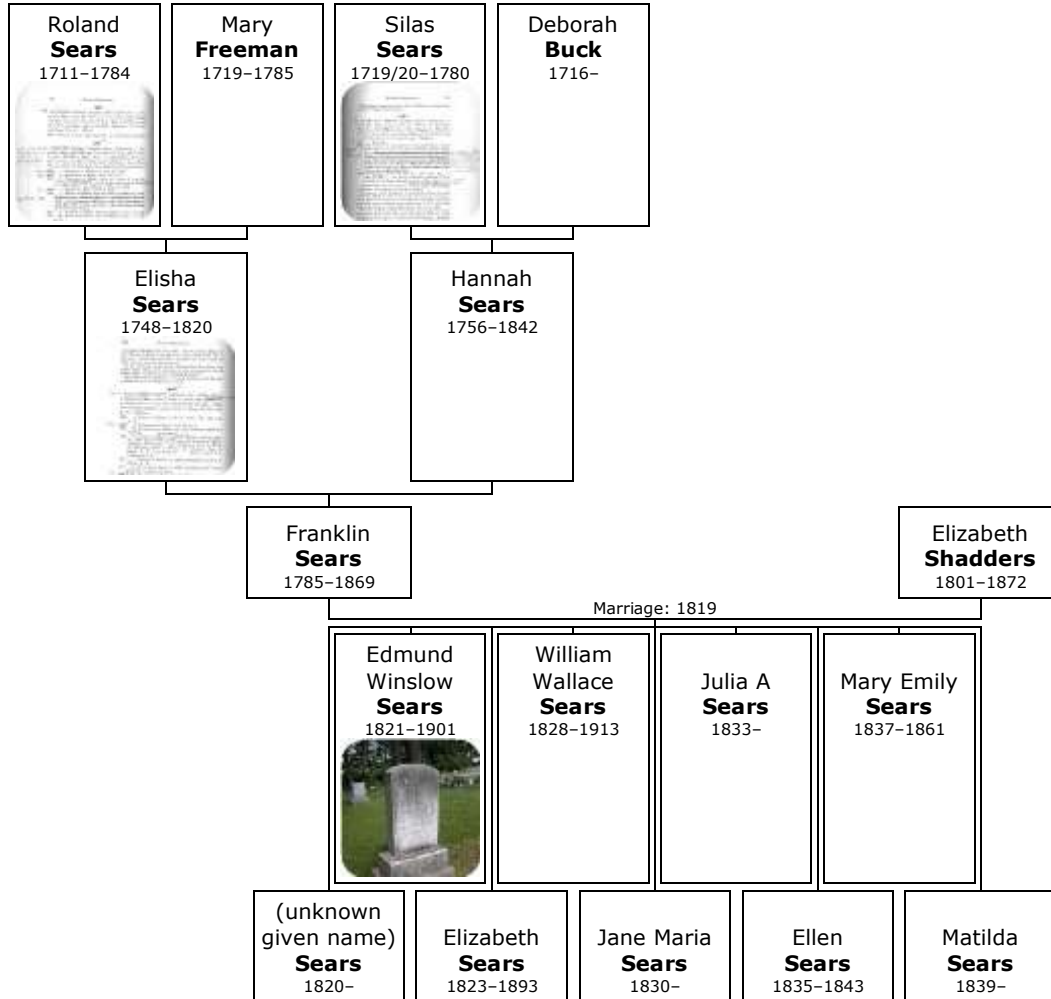 Roland
Sears
1711–1784
Mary
Freeman
1719–1785
Silas
Sears
1719/20–1780
Deborah
Buck
1716–
Elisha
Sears
1748–1820
Hannah
Sears
1756–1842
Franklin
Sears
1785–1869
Elizabeth
Shadders
1801–1872
Marriage: 1819
Edmund
Winslow
Sears
1821–1901
William
Wallace
Sears
1828–1913
Julia A
Sears
1833–
Mary Emily
Sears
1837–1861
(unknown
given name)
Sears
1820–
Elizabeth
Sears
1823–1893
Jane Maria
Sears
1830–
Ellen
Sears
1835–1843
Matilda
Sears
1839–